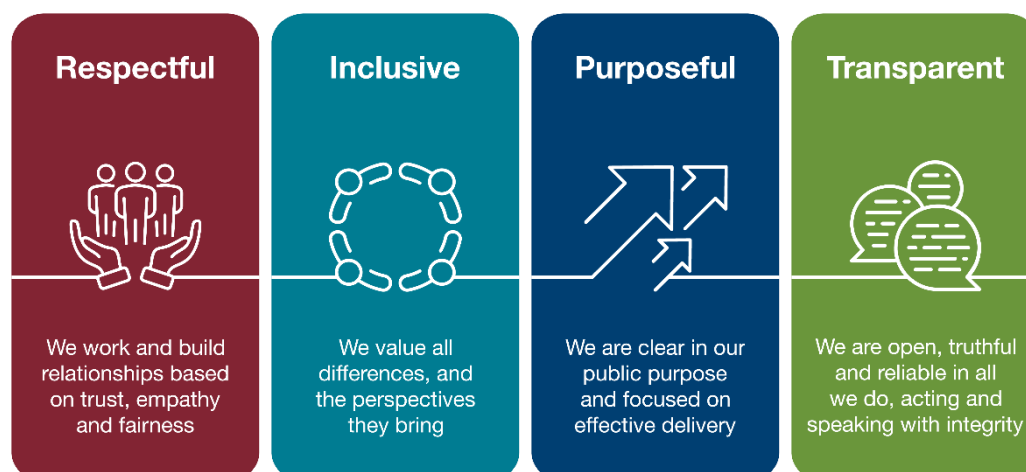 Respectful
We work and build
relationships based
on trust, empathy
and fairness
Inclusive
We value all
differences, and
the perspectives
they bring
Purposeful
We are clear in our
public purpose
and focused on
effective delivery
Transparent
We are open, truthful
and reliable in all
we do, acting and
speaking with integrity